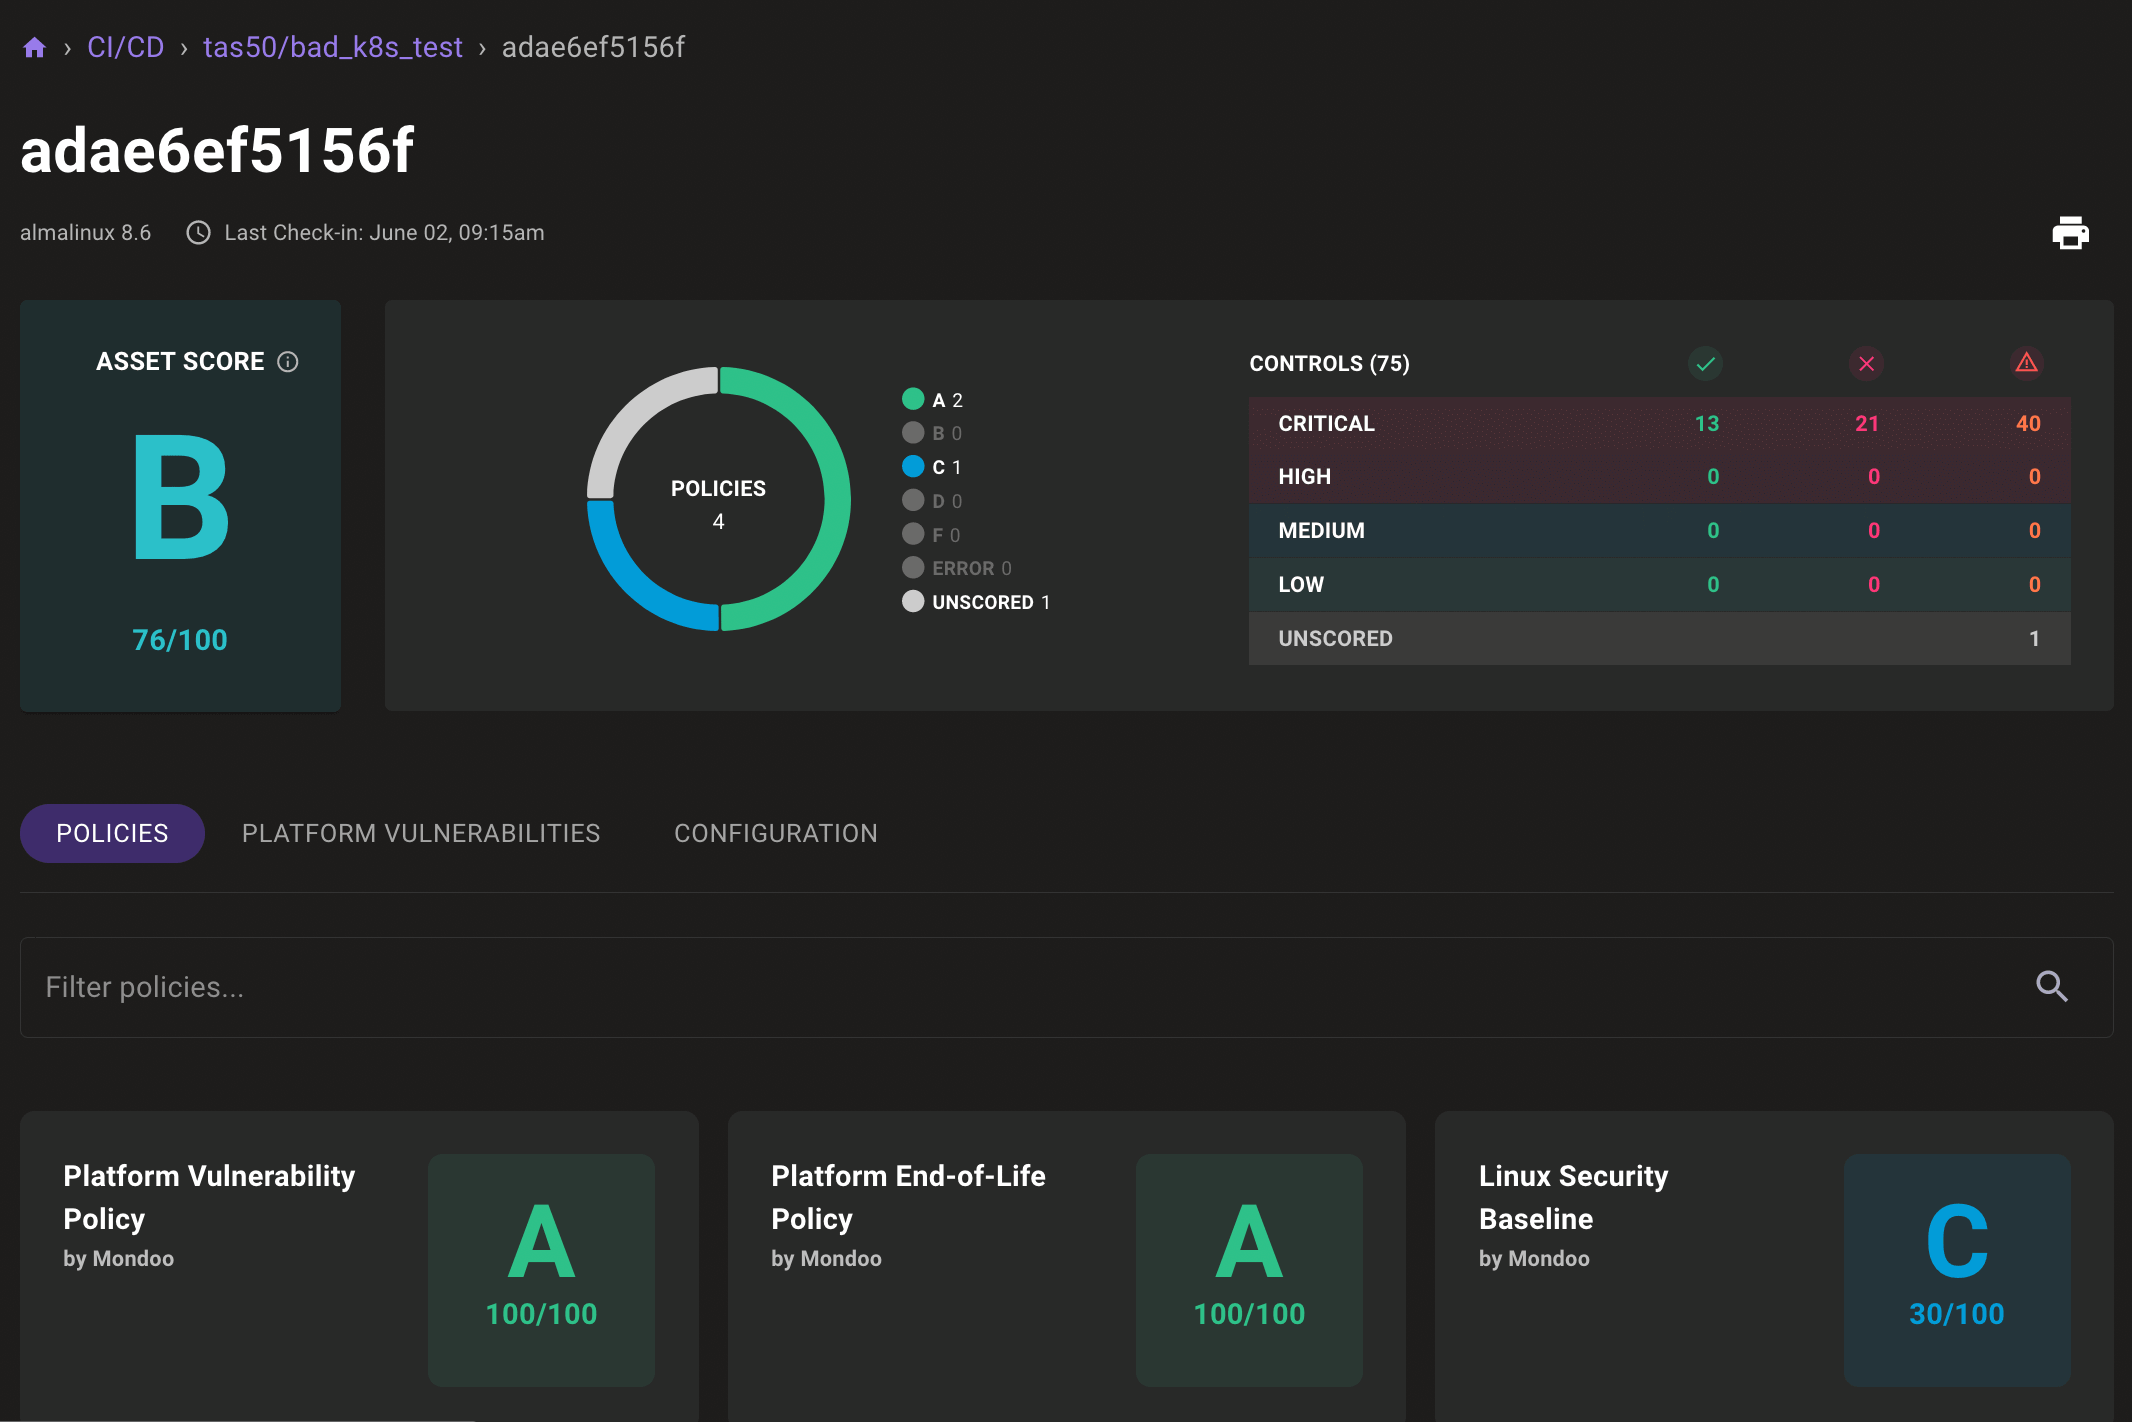 › CI/CD › tas50/bad_k8s_test › adae6ef5156f
adae6ef5156f
almalinux 8.6 Last Check-in: June 02, 09:15am
ASSET SCORE
B
76/100
POLICIES
4
A 2
B 0
C 1
D 0
F 0
ERROR 0
UNSCORED 1
CONTROLS (75)
CRITICAL 13 21 40
HIGH 0 0 0
MEDIUM 0 0 0
LOW 0 0 0
UNSCORED 1
POLICIES PLATFORM VULNERABILITIES CONFIGURATION
Filter policies...
Platform Vulnerability
Policy
by Mondoo
A
100/100
Platform End-of-Life
Policy
by Mondoo
A
100/100
Linux Security
Baseline
by Mondoo
C
30/100